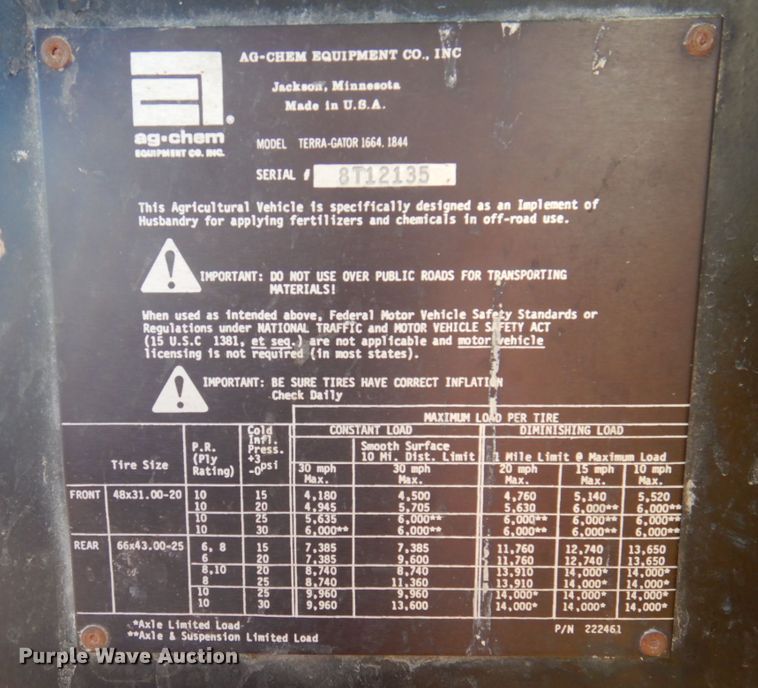 AG-CHEM EQUIPMENT CO., INC
Jackson, Minnesota
Made in U.S.A.
ag·chem®
EQUIPMENT CO. INC.
MODEL TERRA-GATOR 1664, 1844
SERIAL # 8T12135
This Agricultural Vehicle is specifically designed as an Implement of
Husbandry for applying fertilizers and chemicals in off-road use.
IMPORTANT: DO NOT USE OVER PUBLIC ROADS FOR TRANSPORTING
MATERIALS!
When used as intended above, Federal Motor Vehicle Safety Standards or
Regulations under NATIONAL TRAFFIC and MOTOR VEHICLE SAFETY ACT
(15 U.S.C 1381, et seq.) are not applicable and motor vehicle
licensing is not required (in most states).
IMPORTANT: BE SURE TIRES HAVE CORRECT INFLATION
Check Daily
MAXIMUM LOAD PER TIRE
CONSTANT LOAD DIMINISHING LOAD
Tire Size P.R. (Ply Rating) Cold Infl. Press. +3 -0 psi Smooth Surface 10 Mi. Dist. Limit 1 Mile Limit @ Maximum Load
30 mph Max. 30 mph Max. 20 mph Max. 15 mph Max. 10 mph Max.
FRONT 48x31.00-20 10 15 4,180 4,500 4,760 5,140 5,520
10 20 4,945 5,705 5,630 6,000** 6,000**
10 25 5,635 6,000** 6,000** 6,000** 6,000**
10 30 6,000** 6,000** 6,000** 6,000** 6,000**
REAR 66x43.00-25 6, 8 15 7,385 7,385 11,760 12,740 13,650
6 20 7,385 9,600 11,760 12,740 13,650
8,10 20 8,740 8,740 13,910 14,000* 14,000*
8 25 8,740 11,360 13,910 14,000* 14,000*
10 25 9,960 9,960 14,000* 14,000* 14,000*
10 30 9,960 13,600 14,000* 14,000* 14,000*
*Axle Limited Load
**Axle & Suspension Limited Load
P/N 222461
Purple Wave Auction